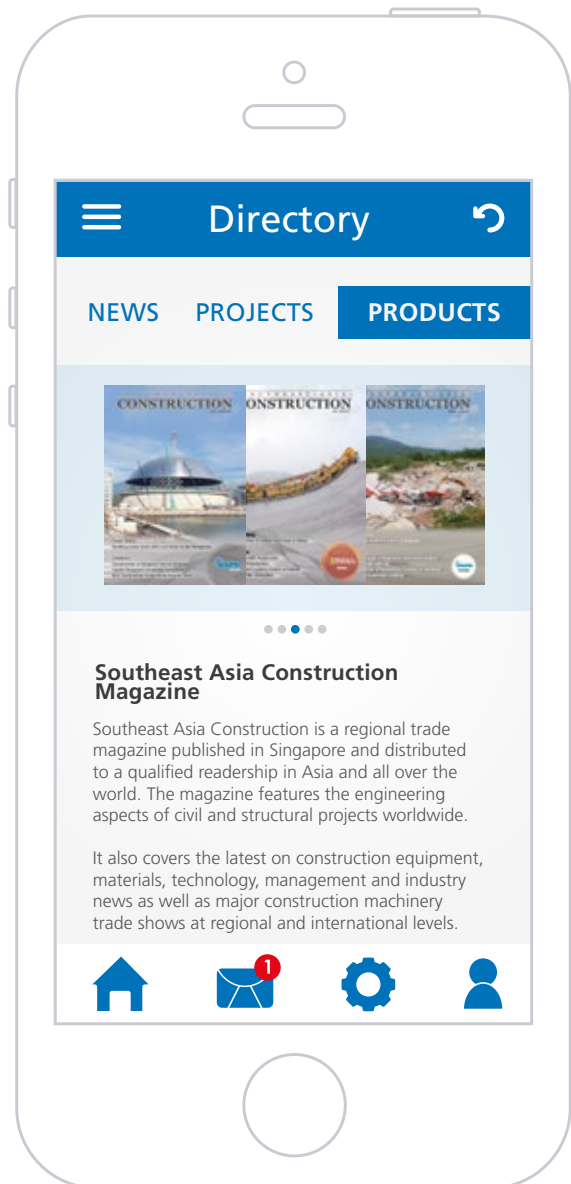 Directory
NEWS PROJECTS PRODUCTS
CONSTRUCTION ONSTRUCTION ONSTRUCTION
Southeast Asia Construction
Magazine
Southeast Asia Construction is a regional trade
magazine published in Singapore and distributed
to a qualified readership in Asia and all over the
world. The magazine features the engineering
aspects of civil and structural projects worldwide.
It also covers the latest on construction equipment,
materials, technology, management and industry
news as well as major construction machinery
trade shows at regional and international levels.
1